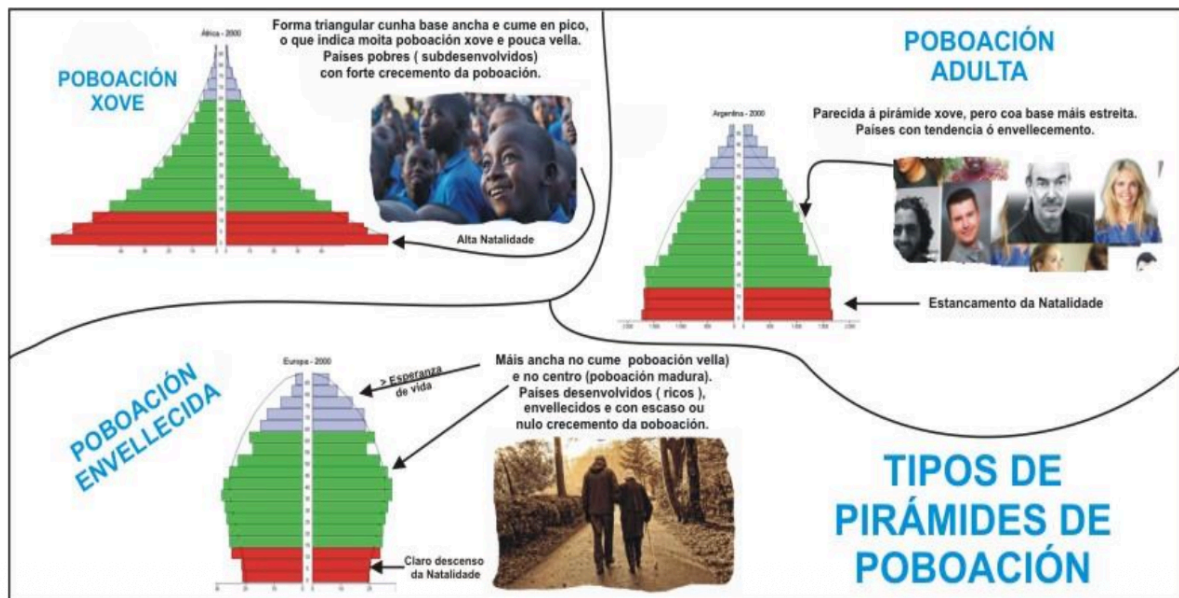 Forma triangular cunha base ancha e cume en pico,
o que indica moita poboación xove e pouca vella.
Países pobres ( subdesenvolvidos)
con forte crecemento da poboación.
África - 2000
POBOACIÓN
XOVE
Alta Natalidade
POBOACIÓN
ADULTA
Argentina - 2000
Parecida á pirámide xove, pero coa base máis estreita.
Países con tendencia ó envellecemento.
Estancamento da Natalidade
POBOACIÓN
ENVELLECIDA
Europa - 2000
> Esperanza
de vida
Máis ancha no cume poboación vella)
e no centro (poboación madura).
Países desenvolvidos ( ricos ),
envellecidos e con escaso ou
nulo crecemento da poboación.
Claro descenso
da Natalidade
TIPOS DE
PIRÁMIDES DE
POBOACIÓN